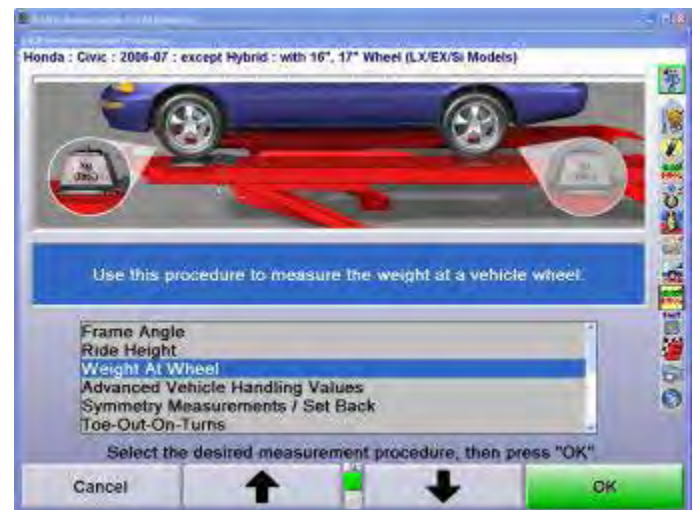 Honda : Civic : 2006-07 : except Hybrid : with 16", 17" Wheel (LX/EX/Si Models)
Use this procedure to measure the weight at a vehicle wheel.
Frame Angle
Ride Height
Weight At Wheel
Advanced Vehicle Handling Values
Symmetry Measurements / Set Back
Toe-Out-On-Turns
Select the desired measurement procedure, then press "OK".
Cancel
OK